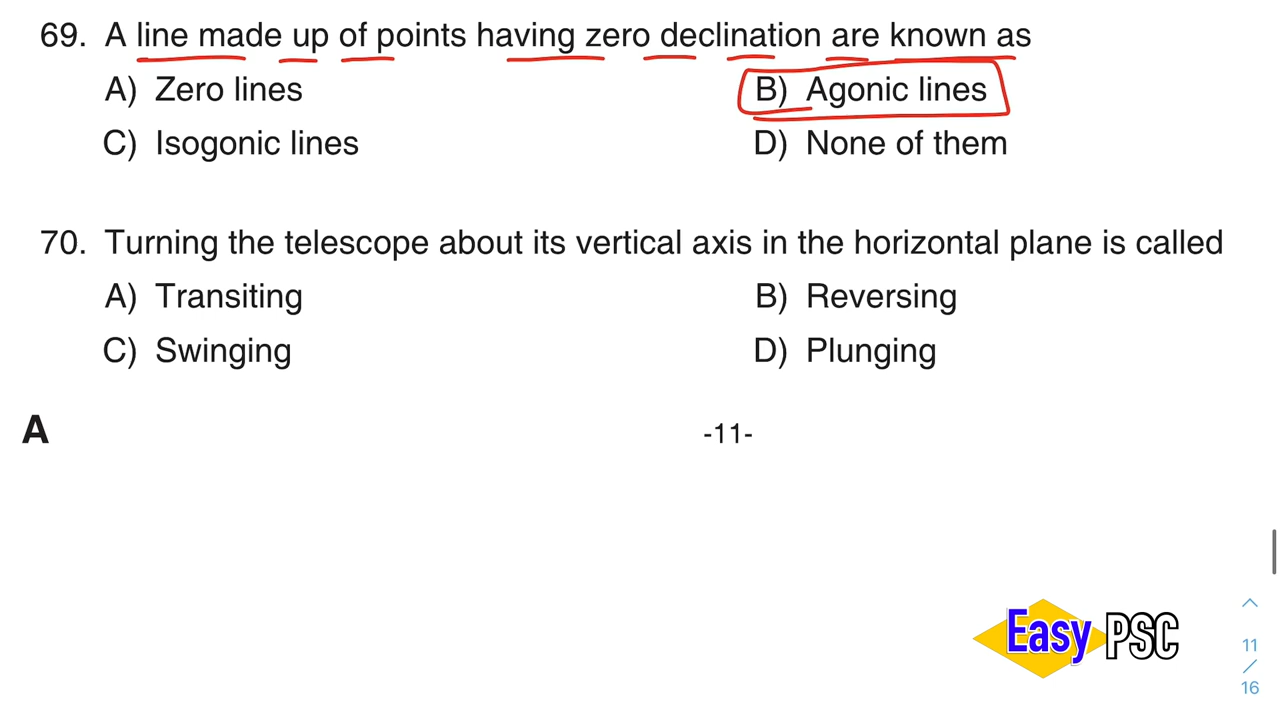 69. A line made up of points having zero declination are known as
A) Zero lines B) Agonic lines
C) Isogonic lines D) None of them
70. Turning the telescope about its vertical axis in the horizontal plane is called
A) Transiting B) Reversing
C) Swinging D) Plunging
A -11-
Easy PSC
11
/
16